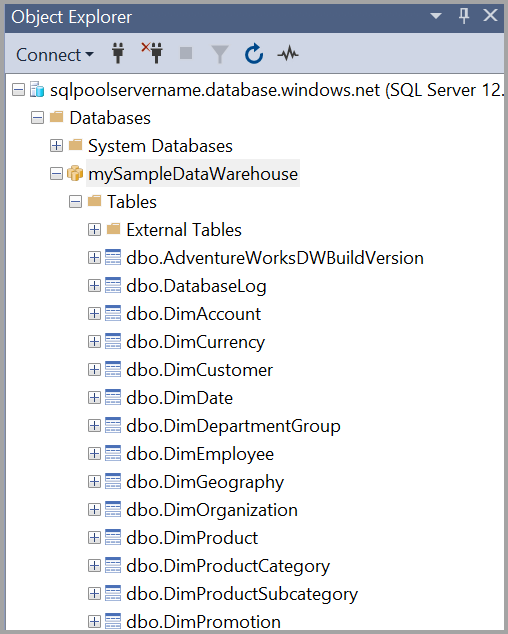 Object Explorer
Connect
sqlpoolservername.database.windows.net (SQL Server 12.
Databases
System Databases
mySampleDataWarehouse
Tables
External Tables
dbo.AdventureWorksDWBuildVersion
dbo.DatabaseLog
dbo.DimAccount
dbo.DimCurrency
dbo.DimCustomer
dbo.DimDate
dbo.DimDepartmentGroup
dbo.DimEmployee
dbo.DimGeography
dbo.DimOrganization
dbo.DimProduct
dbo.DimProductCategory
dbo.DimProductSubcategory
dbo.DimPromotion